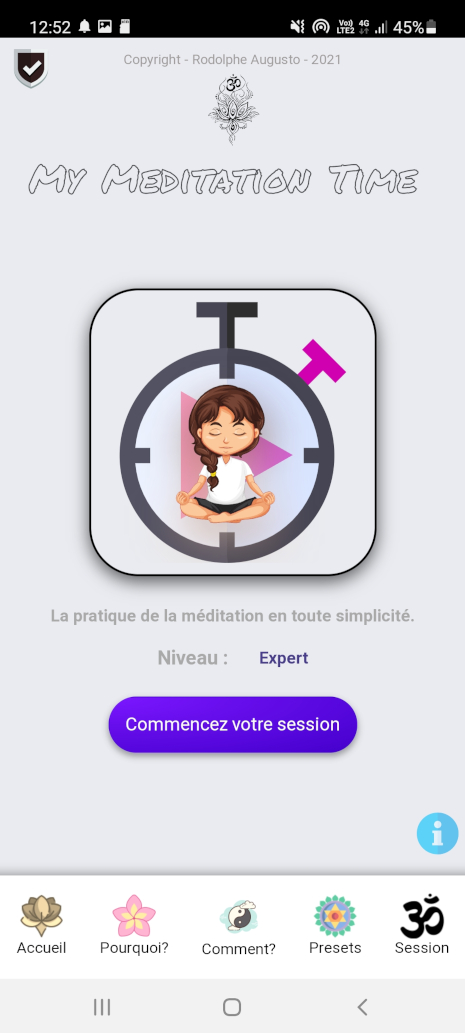 12:52
Vo))
LTE2
4G
45%
Copyright - Rodolphe Augusto - 2021
ॐ
My Meditation Time
La pratique de la méditation en toute simplicité.
Niveau : Expert
Commencez votre session
i
Accueil Pourquoi? Comment? Presets Session